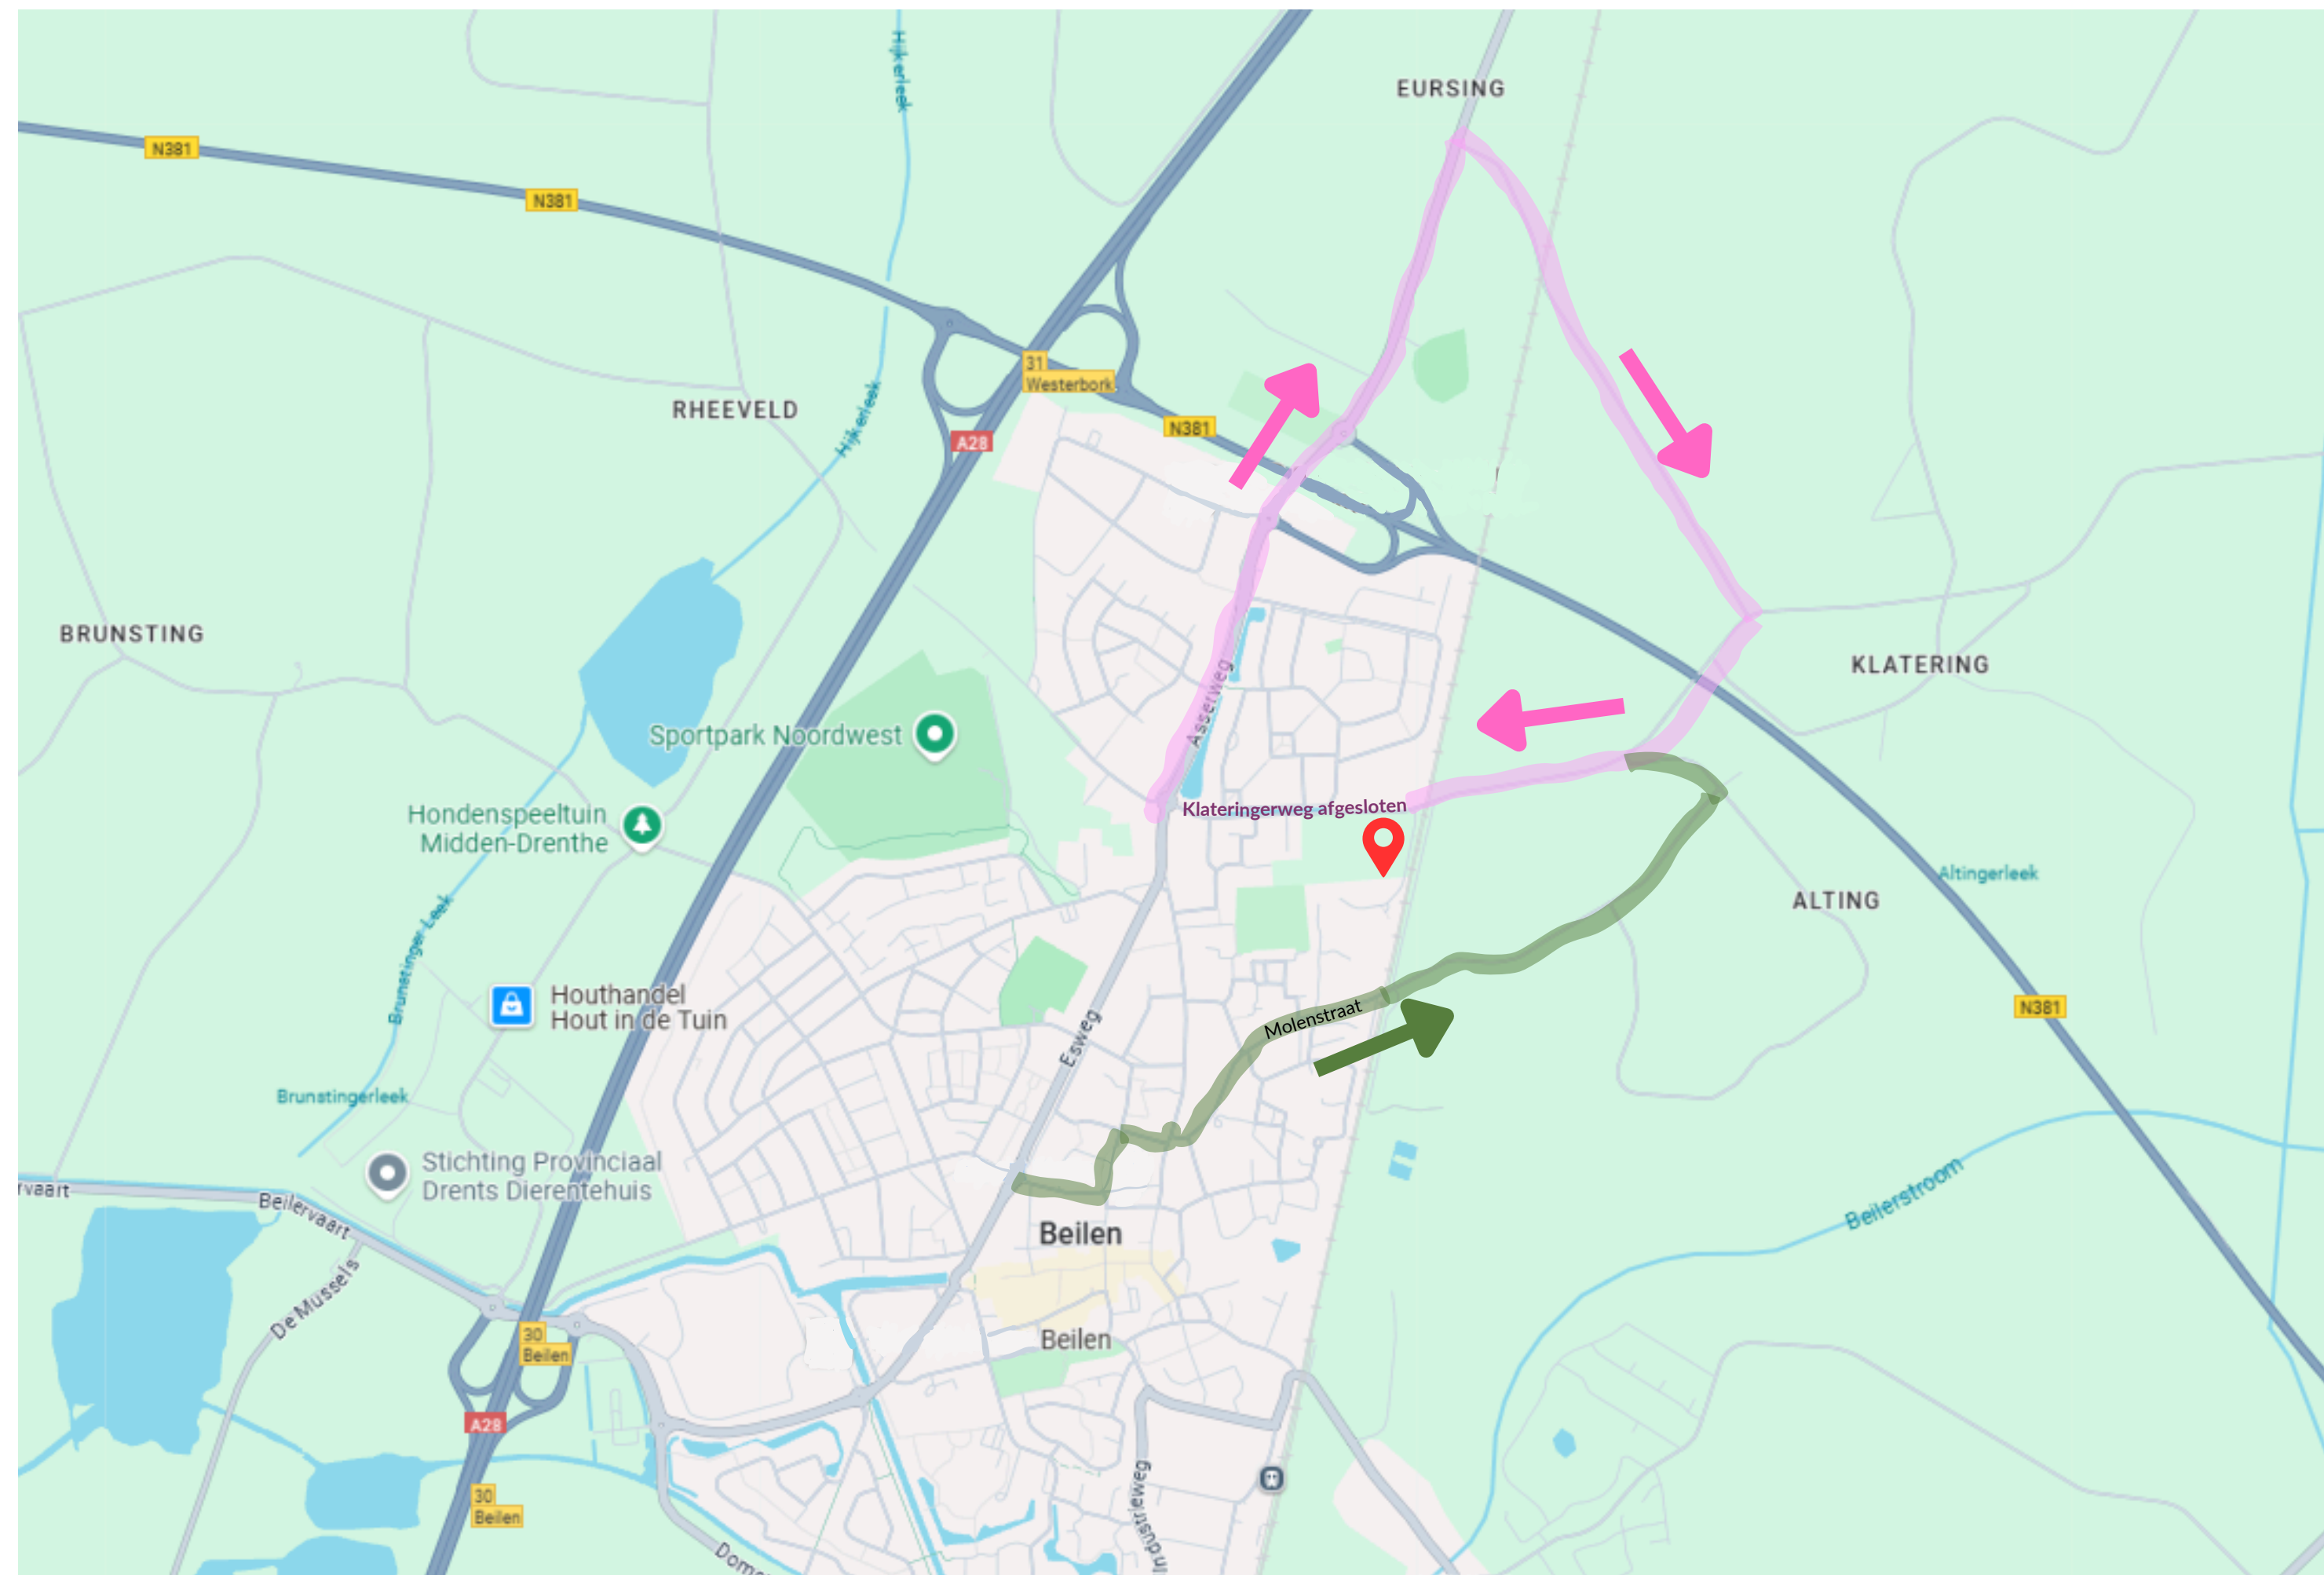 Hijkerleek
EURSING
N381
N381
31
Westerbork
RHEEVELD
Hijkerleek
N381
A28
BRUNSTING
Asserweg
KLATERING
Sportpark Noordwest
Hondenspeeltuin
Midden-Drenthe
Klateringerweg afgesloten
Altingerleek
ALTING
Brunstinger Leek
Houthandel
Hout in de Tuin
Esweg
Molenstraat
N381
Brunstingerleek
Stichting Provinciaal
Drents Dierentehuis
rvaart
Beilervaart
Beilerstroom
Beilen
De Mussels
30
Beilen
Beilen
A28
30
Beilen
Industrieweg
Dome